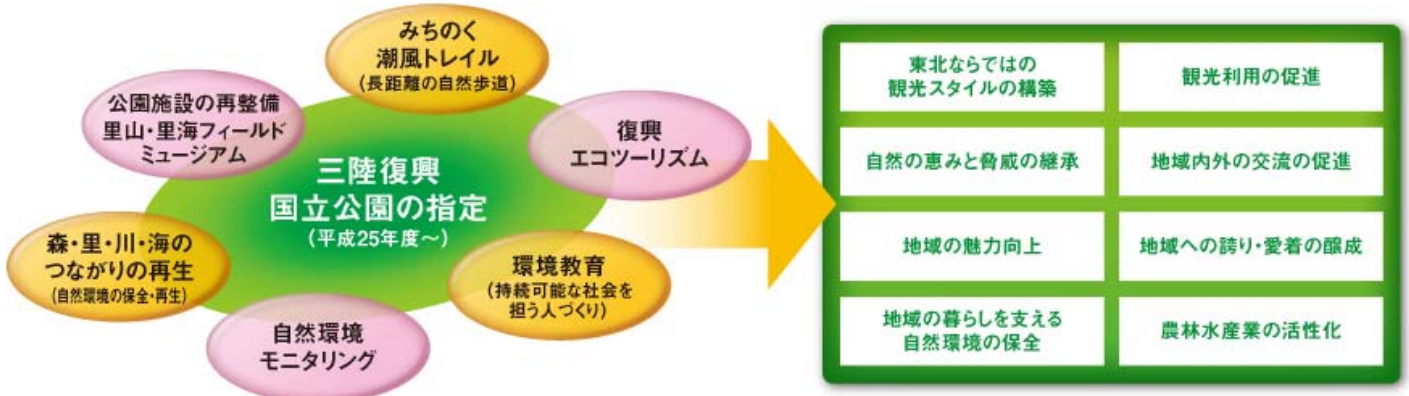 みちのく
潮風トレイル
(長距離の自然歩道)
公園施設の再整備
里山・里海フィールド
ミュージアム
復興
エコツーリズム
三陸復興
国立公園の指定
(平成25年度~)
森・里・川・海の
つながりの再生
(自然環境の保全・再生)
環境教育
(持続可能な社会を
担う人づくり)
自然環境
モニタリング
東北ならではの
観光スタイルの構築
観光利用の促進
自然の恵みと脅威の継承
地域内外の交流の促進
地域の魅力向上
地域への誇り・愛着の醸成
地域の暮らしを支える
自然環境の保全
農林水産業の活性化